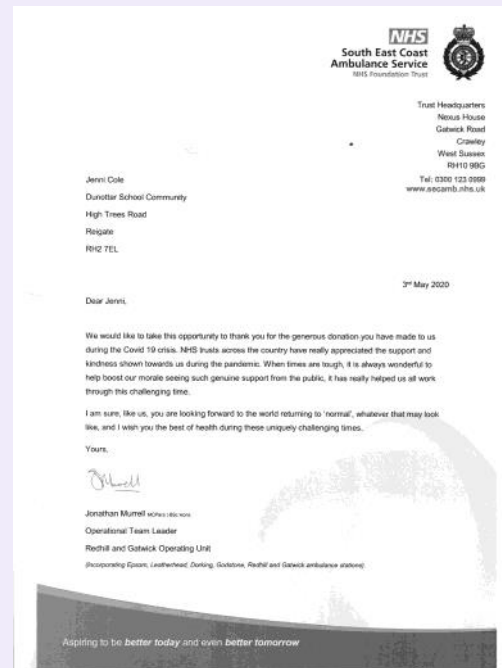 NHS
South East Coast
Ambulance Service
NHS Foundation Trust
Trust Headquarters
Nexus House
Gatwick Road
Crawley
West Sussex
RH10 9BG
Tel: 0300 123 0999
www.secamb.nhs.uk
Jenni Cole
Dunottar School Community
High Trees Road
Reigate
RH2 7EL
3rd May 2020
Dear Jenni,
We would like to take this opportunity to thank you for the generous donation you have made to us
during the Covid 19 crisis. NHS trusts across the country have really appreciated the support and
kindness shown towards us during the pandemic. When times are tough, it is always wonderful to
help boost our morale seeing such genuine support from the public, it has really helped us all work
through this challenging time.
I am sure, like us, you are looking forward to the world returning to 'normal', whatever that may look
like, and I wish you the best of health during these uniquely challenging times.
Yours,
Jonathan Murrell
Operational Team Leader
Redhill and Gatwick Operating Unit
(Incorporating Epsom, Leatherhead, Dorking, Godstone, Redhill and Gatwick ambulance stations).
Aspiring to be better today and even better tomorrow